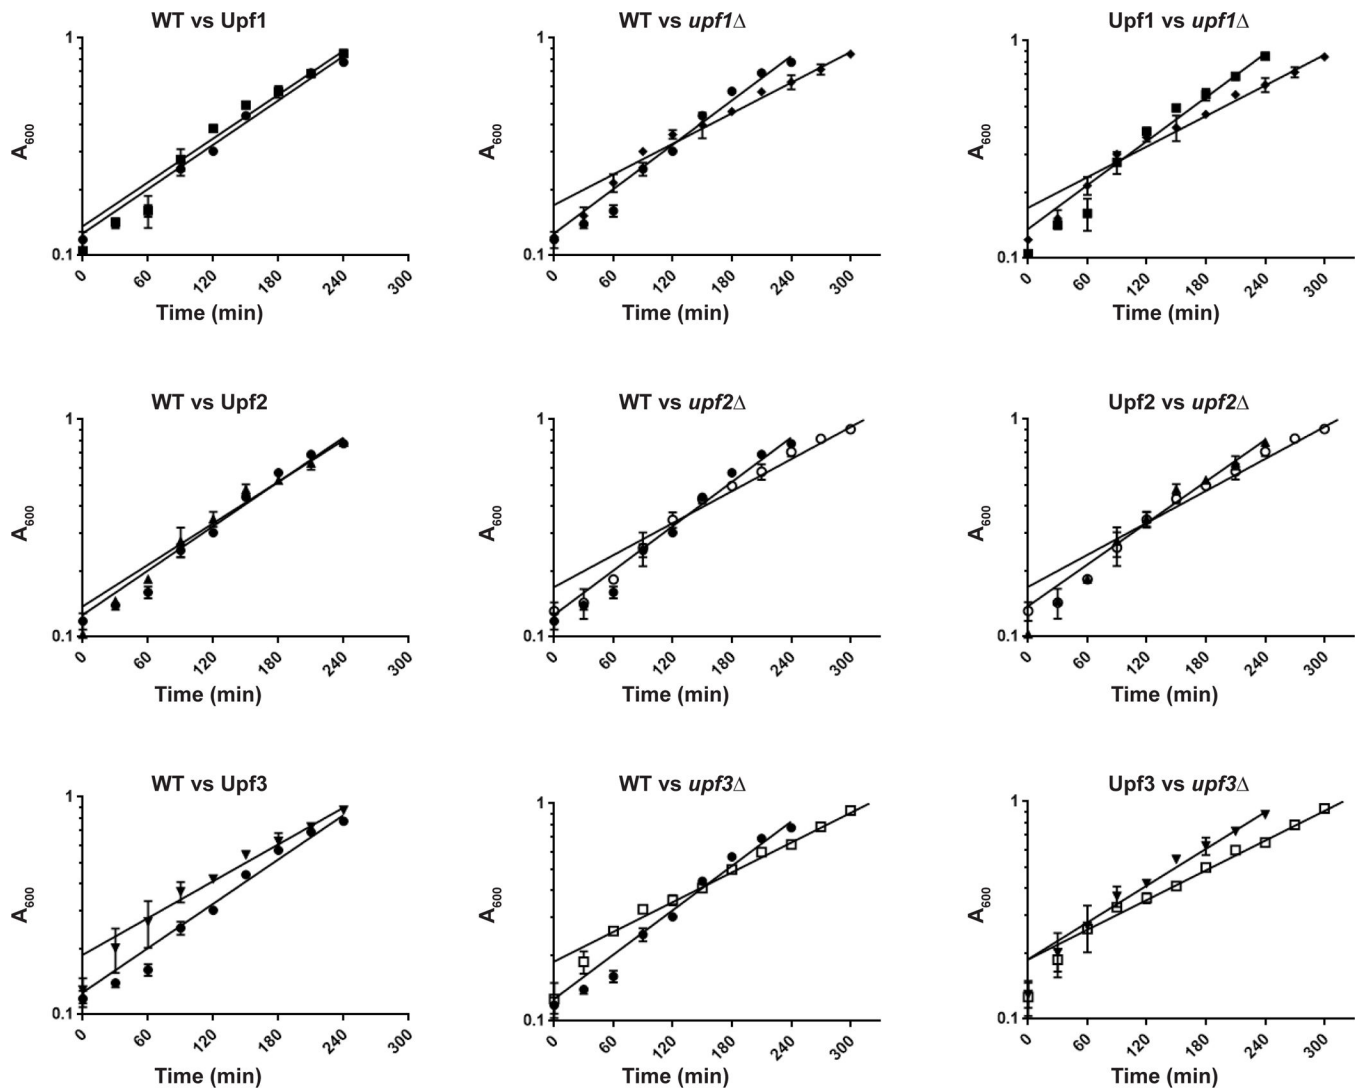 WT vs Upf1
1
A600
0.1
0 60 120 180 240 300
Time (min)
WT vs upf1Δ
1
A600
0.1
0 60 120 180 240 300
Time (min)
Upf1 vs upf1Δ
1
A600
0.1
0 60 120 180 240 300
Time (min)
WT vs Upf2
1
A600
0.1
0 60 120 180 240 300
Time (min)
WT vs upf2Δ
1
A600
0.1
0 60 120 180 240 300
Time (min)
Upf2 vs upf2Δ
1
A600
0.1
0 60 120 180 240 300
Time (min)
WT vs Upf3
1
A600
0.1
0 60 120 180 240 300
Time (min)
WT vs upf3Δ
1
A600
0.1
0 60 120 180 240 300
Time (min)
Upf3 vs upf3Δ
1
A600
0.1
0 60 120 180 240 300
Time (min)